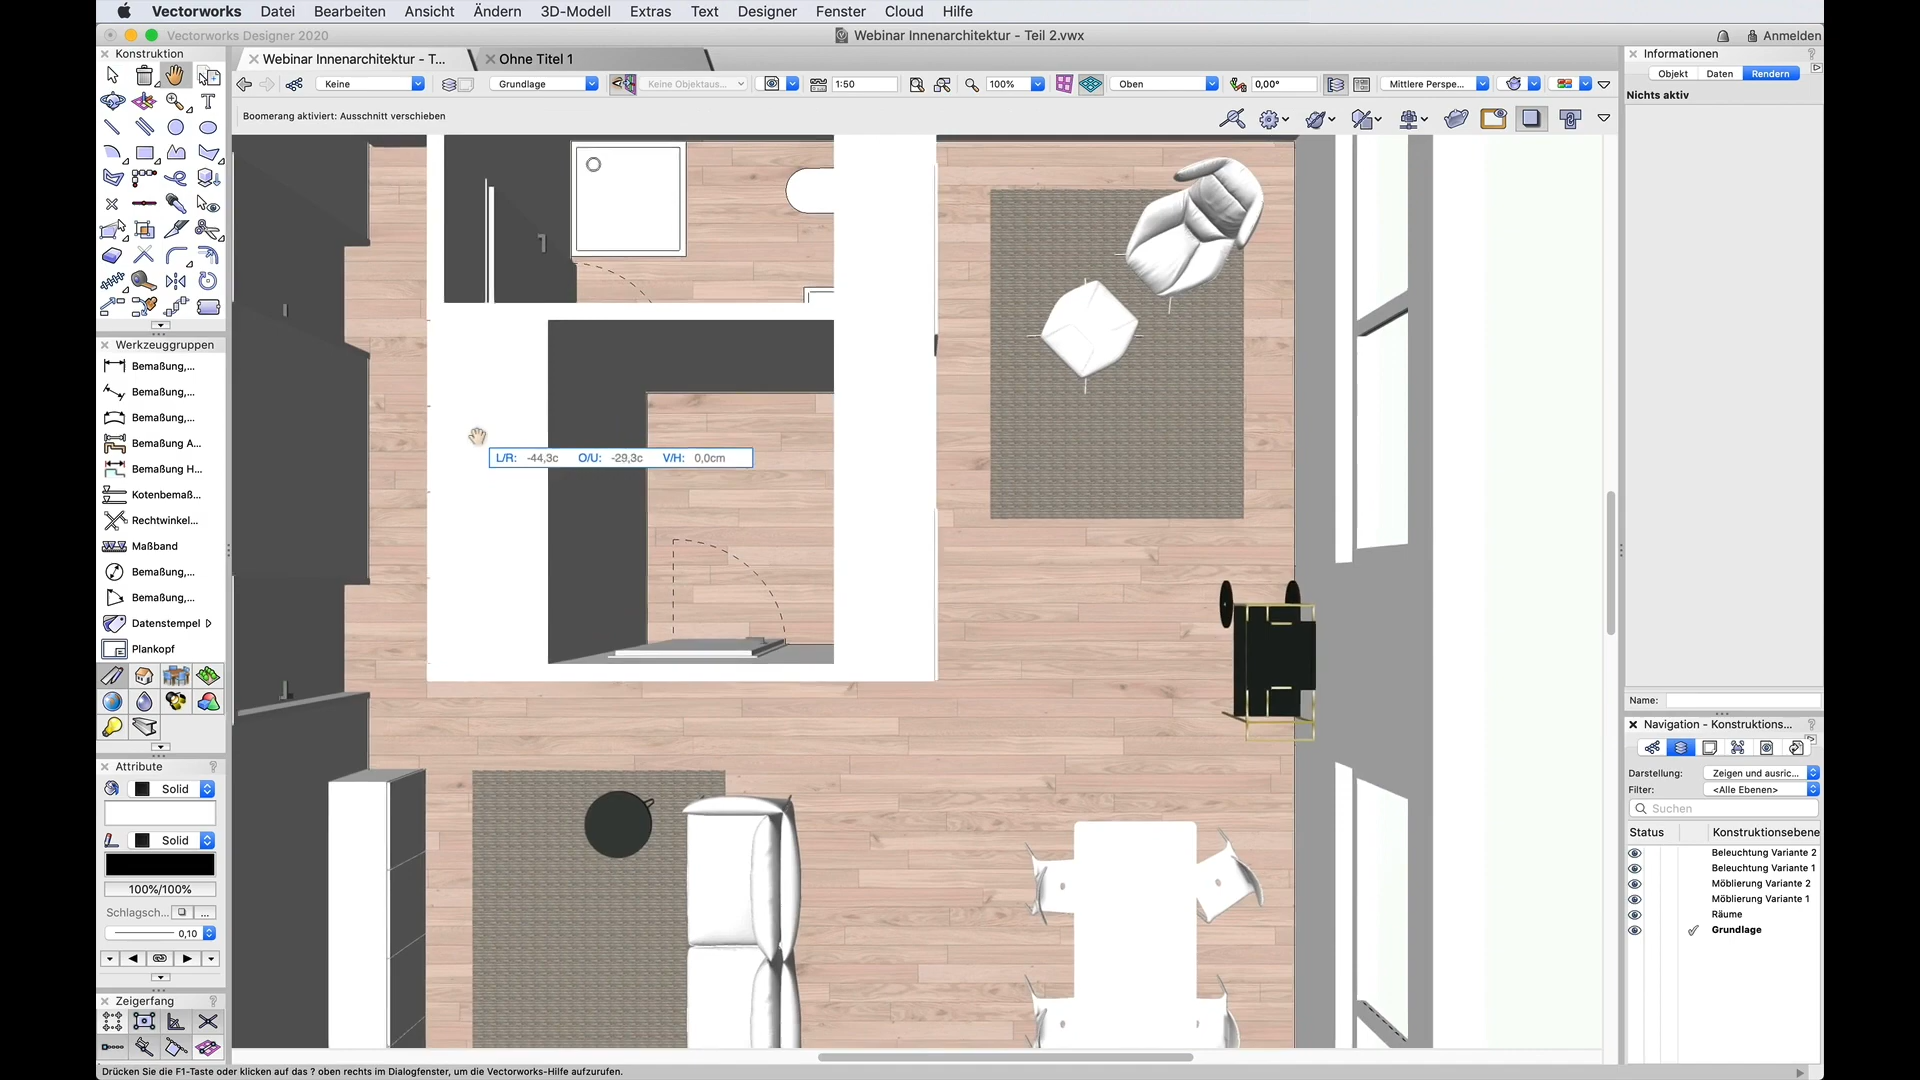 Vectorworks Datei Bearbeiten Ansicht Ändern 3D-Modell Extras Text Designer Fenster Cloud Hilfe
Vectorworks Designer 2020
Webinar Innenarchitektur - Teil 2.vwx
Anmelden
Konstruktion
Webinar Innenarchitektur - T...
Ohne Titel 1
Informationen
?
Keine
Grundlage
Keine Objektaus...
1:50
100%
Oben
0,00°
Mittlere Perspe...
Objekt Daten Rendern
Nichts aktiv
Boomerang aktiviert: Ausschnitt verschieben
L/R: -44,3c O/U: -29,3c V/H: 0,0cm
Werkzeuggruppen
Bemaßung,...
Bemaßung,...
Bemaßung,...
Bemaßung A...
Bemaßung H...
Kotenbemaß...
Rechtwinkel...
Maßband
Bemaßung,...
Bemaßung,...
Datenstempel
Plankopf
Attribute ?
Solid
Solid
100%/100%
Schlagsch... ...
0,10
Zeigerfang ?
Name:
Navigation - Konstruktions... ?
Darstellung: Zeigen und ausric...
Filter: <Alle Ebenen>
Suchen
Status Konstruktionsebene
Beleuchtung Variante 2
Beleuchtung Variante 1
Möblierung Variante 2
Möblierung Variante 1
Räume
Grundlage
Drücken Sie die F1-Taste oder klicken auf das ? oben rechts im Dialogfenster, um die Vectorworks-Hilfe aufzurufen.